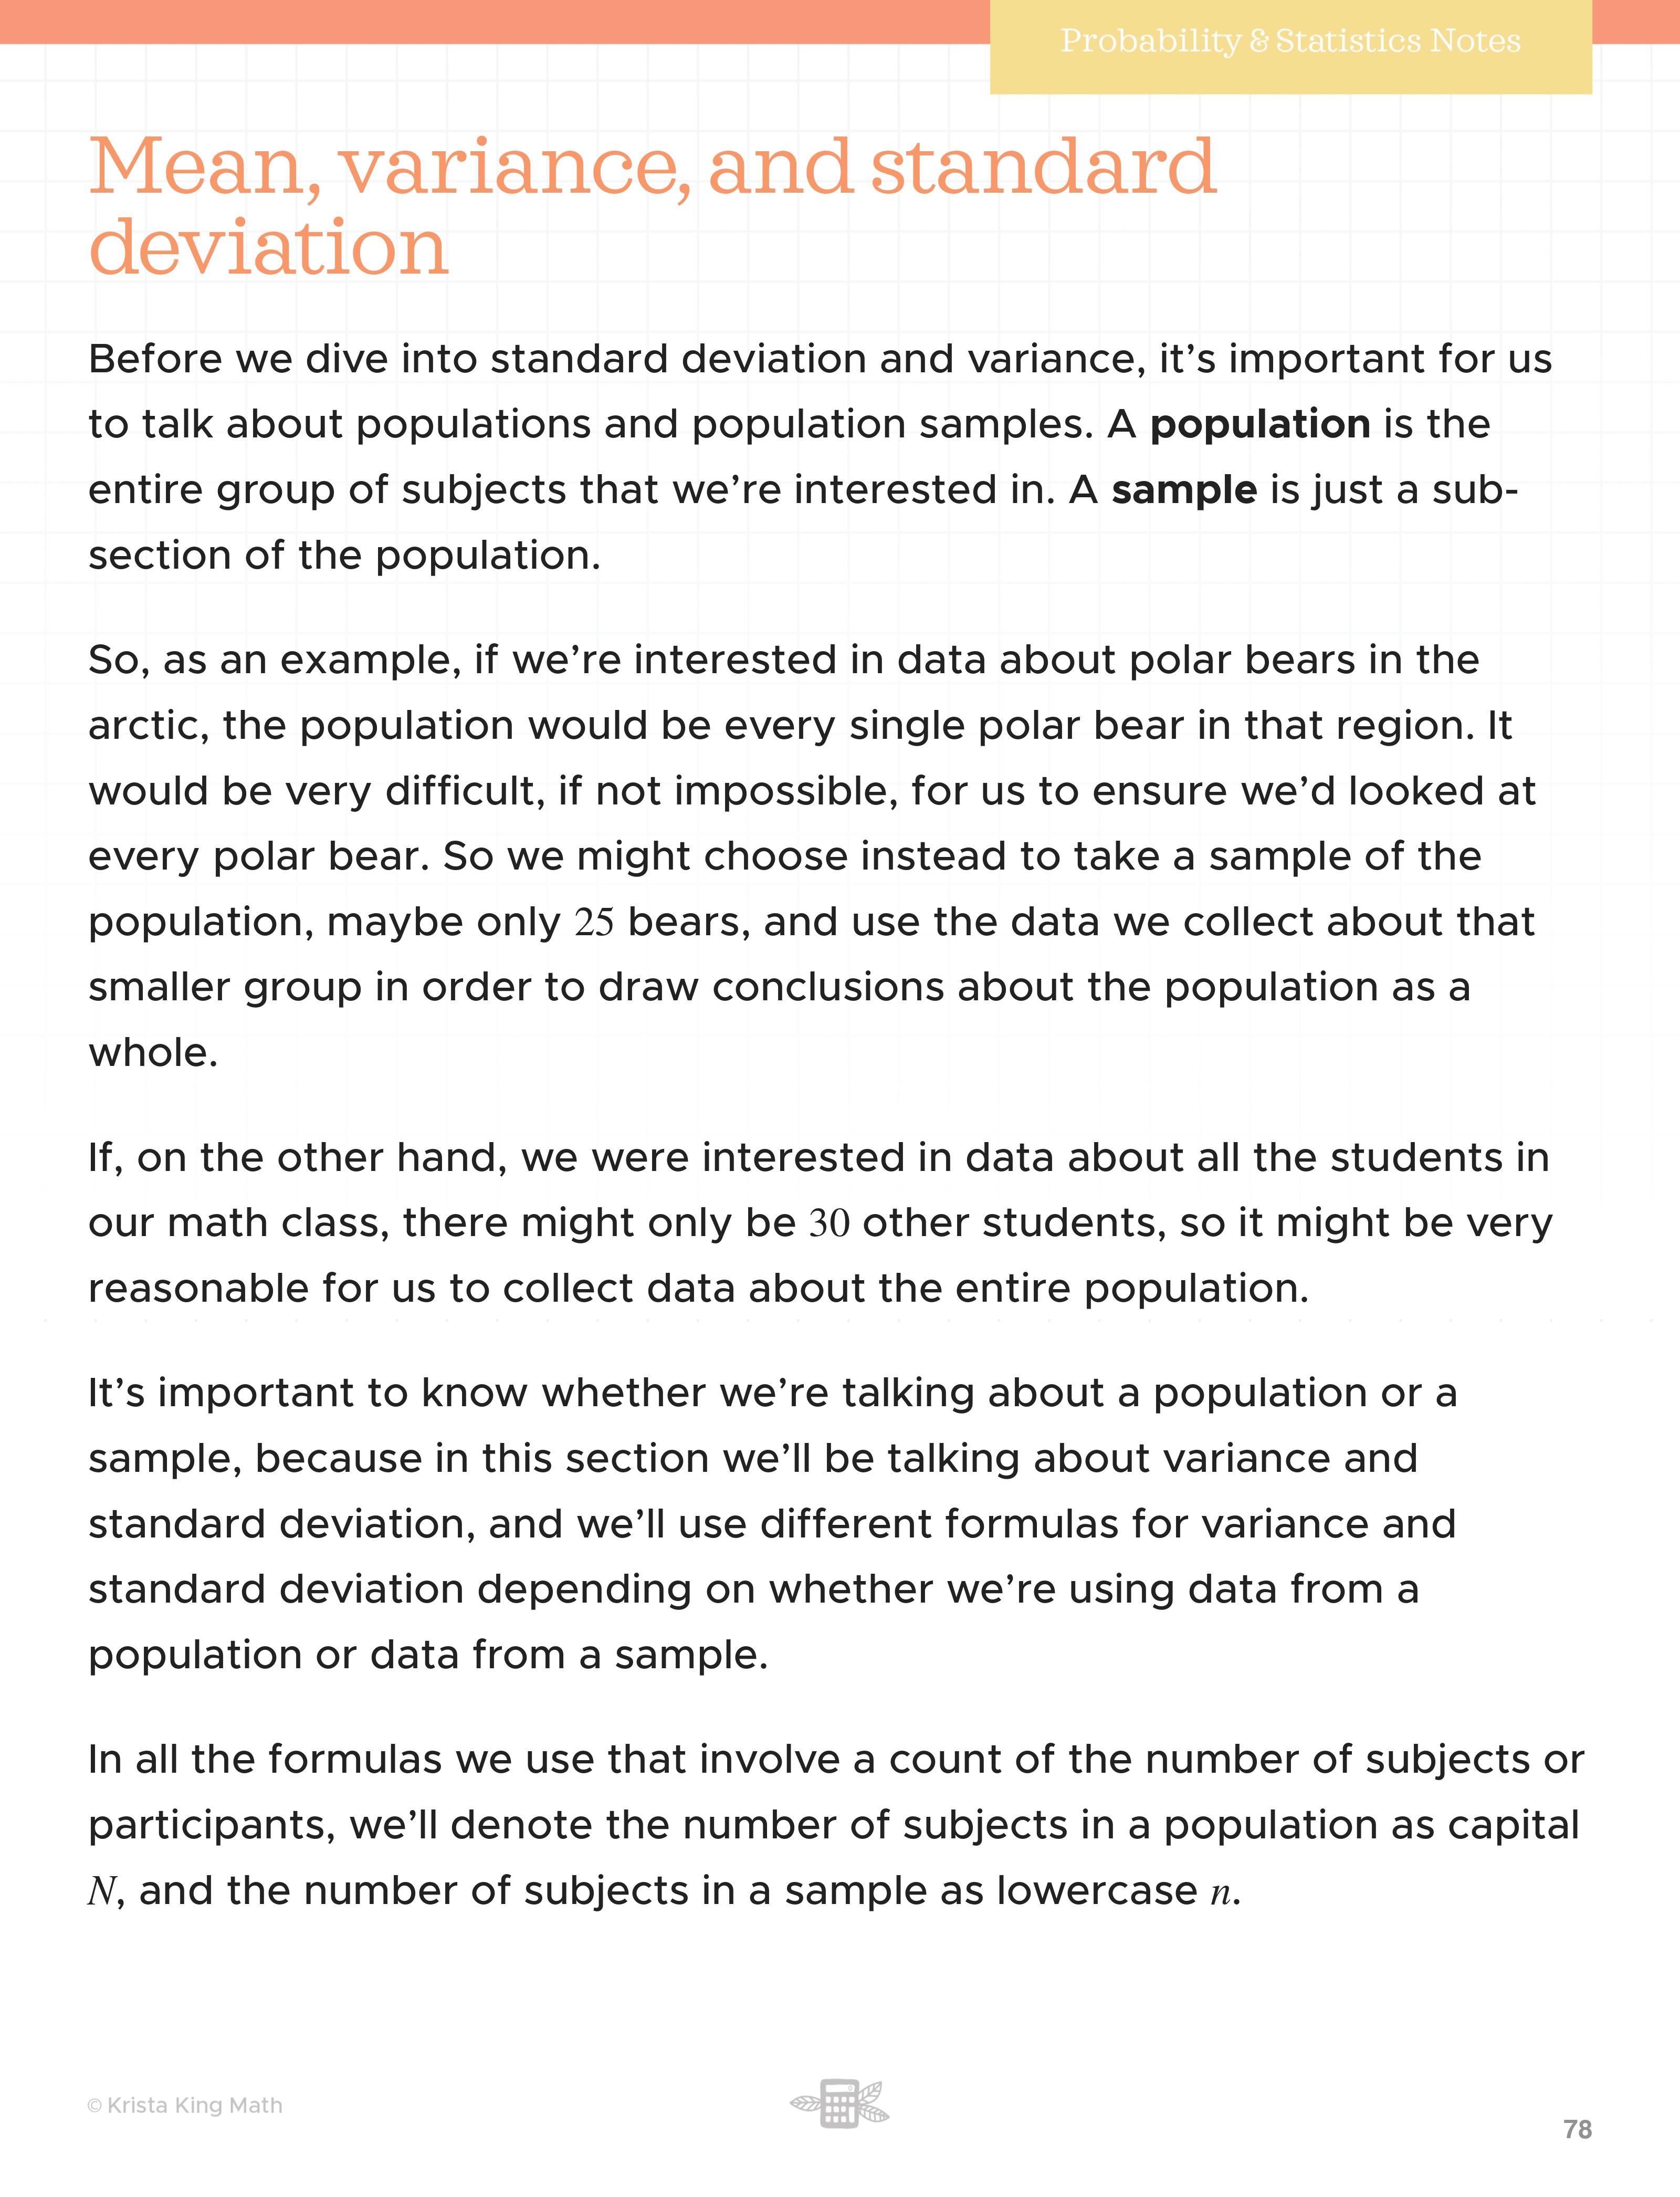 Probability & Statistics Notes
Mean, variance, and standard
deviation
Before we dive into standard deviation and variance, it’s important for us
to talk about populations and population samples. A population is the
entire group of subjects that we’re interested in. A sample is just a sub-
section of the population.
So, as an example, if we’re interested in data about polar bears in the
arctic, the population would be every single polar bear in that region. It
would be very difficult, if not impossible, for us to ensure we’d looked at
every polar bear. So we might choose instead to take a sample of the
population, maybe only 25 bears, and use the data we collect about that
smaller group in order to draw conclusions about the population as a
whole.
If, on the other hand, we were interested in data about all the students in
our math class, there might only be 30 other students, so it might be very
reasonable for us to collect data about the entire population.
It’s important to know whether we’re talking about a population or a
sample, because in this section we’ll be talking about variance and
standard deviation, and we’ll use different formulas for variance and
standard deviation depending on whether we’re using data from a
population or data from a sample.
In all the formulas we use that involve a count of the number of subjects or
participants, we’ll denote the number of subjects in a population as capital
N, and the number of subjects in a sample as lowercase n.
© Krista King Math
78